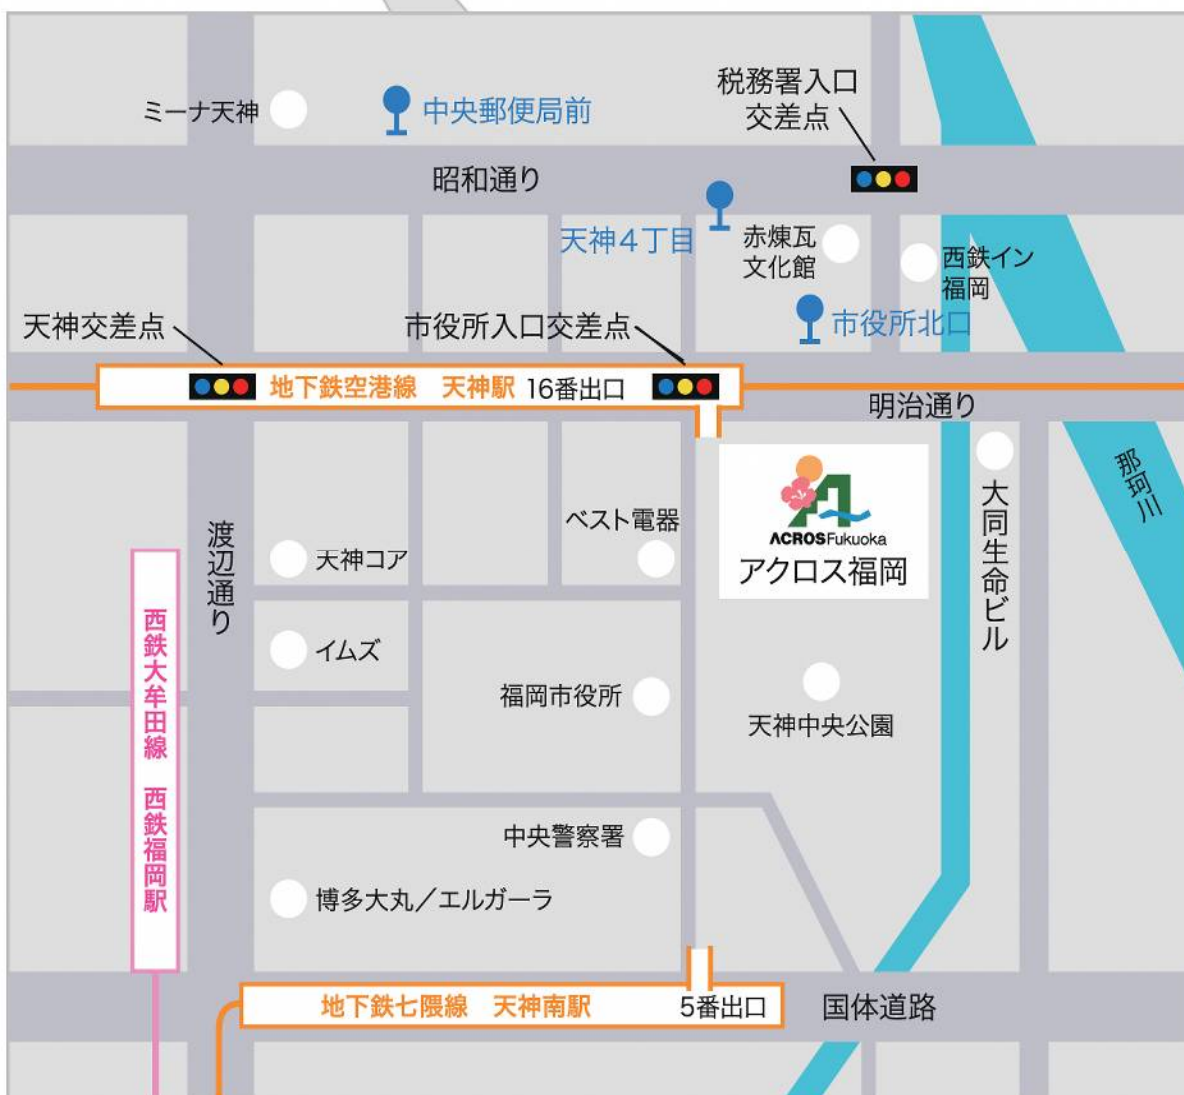 税務署入口
交差点
ミーナ天神
中央郵便局前
昭和通り
天神4丁目
赤煉瓦
文化館
西鉄イン
福岡
天神交差点
市役所入口交差点
市役所北口
地下鉄空港線　天神駅 16番出口
明治通り
那珂川
ACROS Fukuoka
アクロス福岡
大同生命ビル
渡辺通り
ベスト電器
天神コア
イムズ
西鉄大牟田線　西鉄福岡駅
福岡市役所
天神中央公園
中央警察署
博多大丸／エルガーラ
地下鉄七隈線　天神南駅 5番出口
国体道路